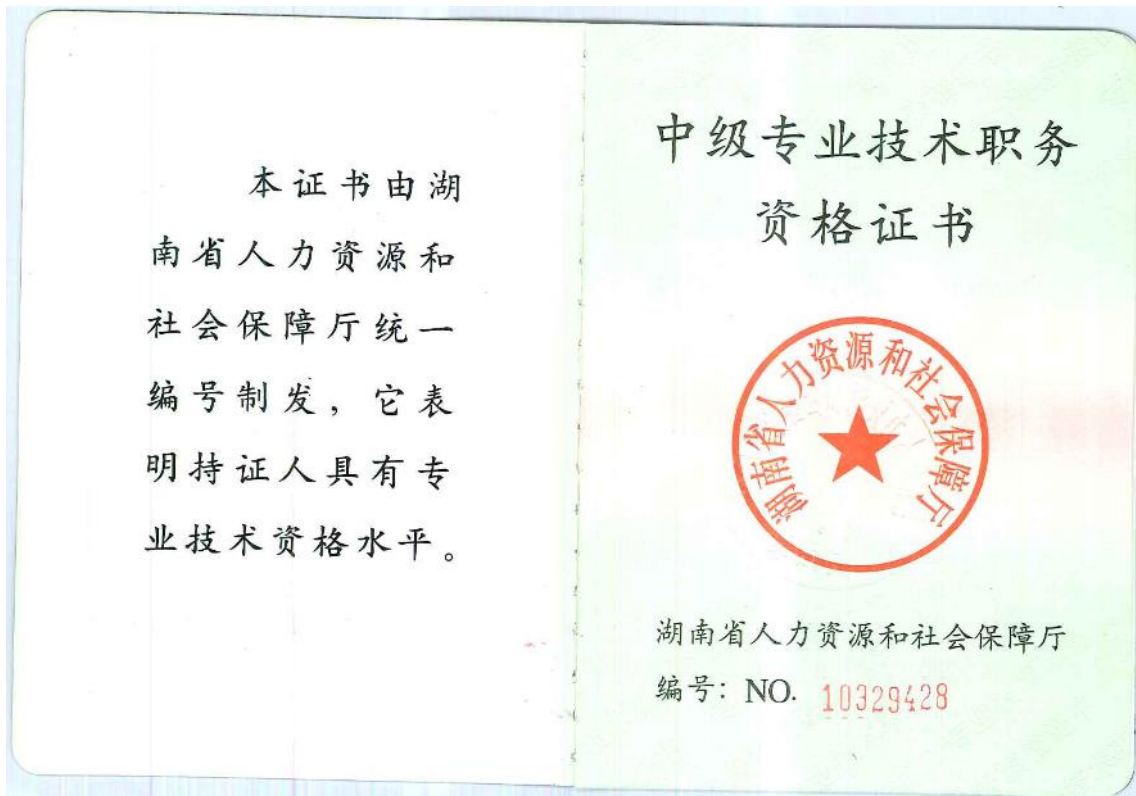 本证书由湖
南省人力资源和
社会保障厅统一
编号制发，它表
明持证人具有专
业技术资格水平。
中级专业技术职务
资格证书
湖南省人力资源和社会保障厅
湖南省人力资源和社会保障厅
编号：NO. 10329428